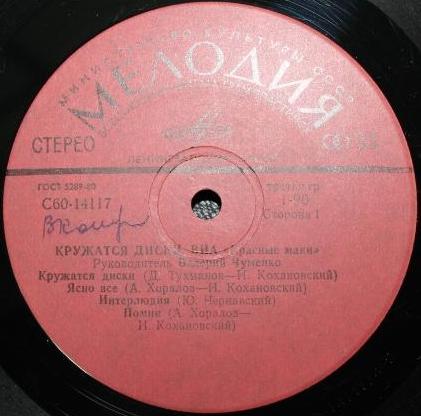 МИНИСТЕРСТВО КУЛЬТУРЫ СССР
МЕЛОДИЯ
СТЕРЕО
ГОСТ 5289-80
С60-14117
1-90
Сторона 1
КРУЖАТСЯ ДИСКИ. ВИА «Красные маки»
Руководитель Валерий Чуменко
Кружатся диски (Д. Тухманов—И. Кохановский)
Ясно все (А. Хоралов—И. Кохановский)
Интерлюдия (Ю. Чернавский)
Помни (А. Хоралов—
И. Кохановский)